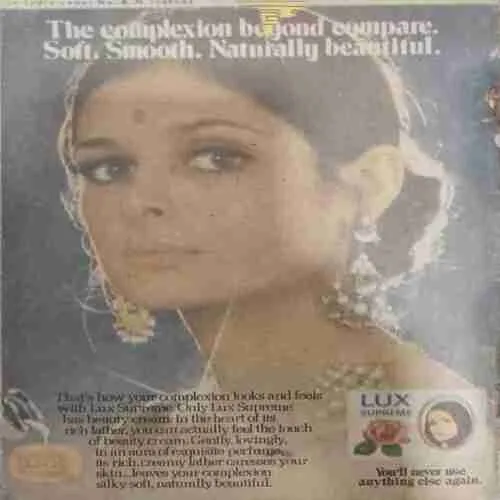 The complexion beyond compare.
Soft. Smooth. Naturally beautiful.
That's how your complexion looks and feels
with Lux Supreme. Only Lux Supreme
has beauty cream in the heart of its
rich lather, you can actually feel the touch
of beauty cream. Gently, lovingly,
in an aura of exquisite perfume,
its rich, creamy lather caresses your
skin...leaves your complexion
silky soft, naturally beautiful.
LUX
SUPREME
You'll never use
anything else again.